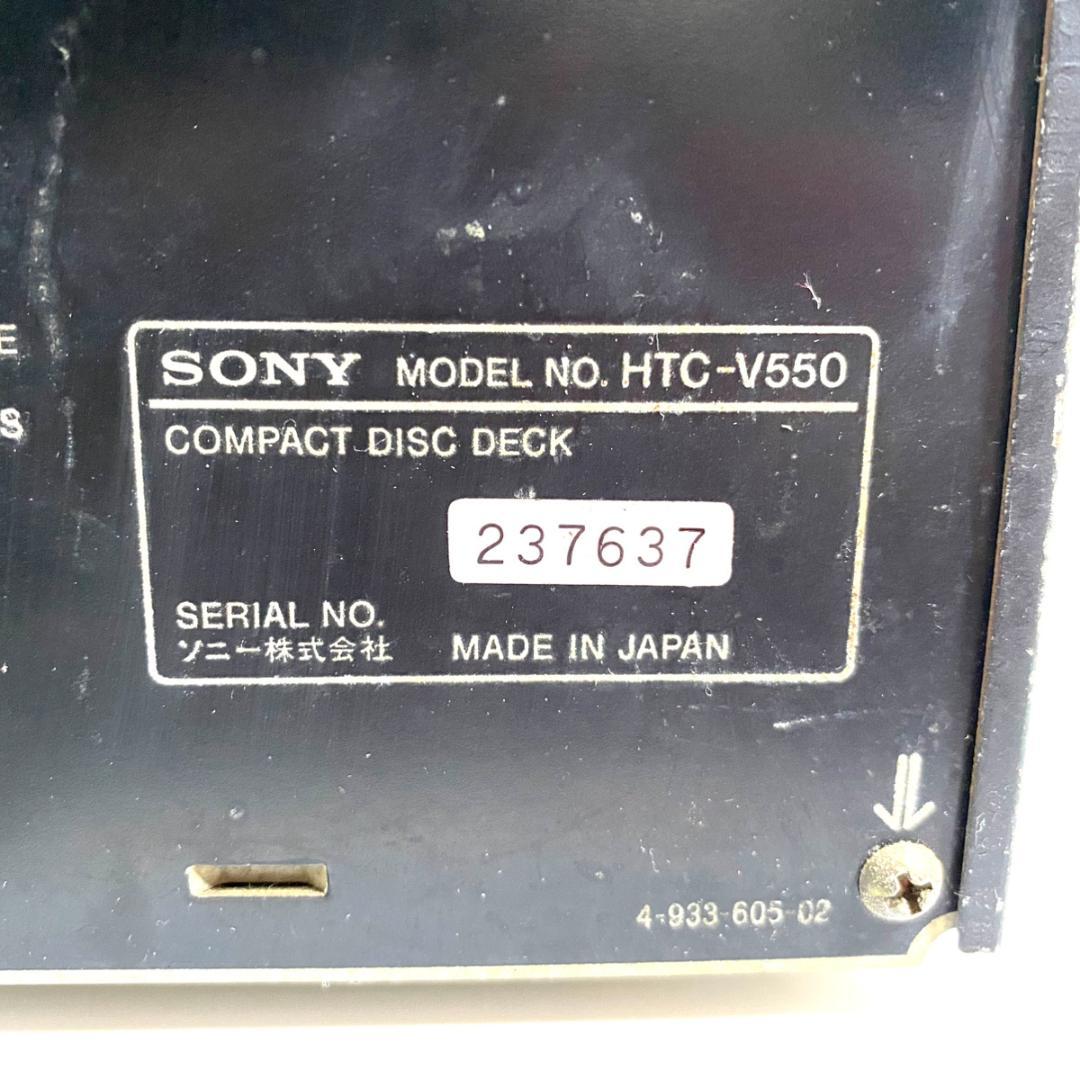 E
S
SONY MODEL NO. HTC-V550
COMPACT DISC DECK
237637
SERIAL NO.
ソニー株式会社 MADE IN JAPAN
4-933-605-02